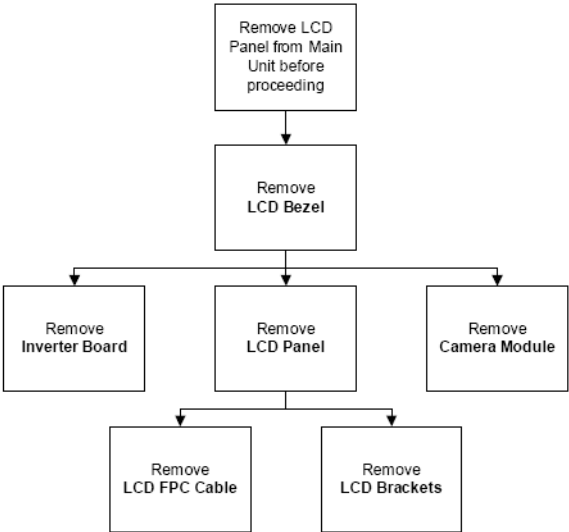 Remove LCD
Panel from Main
Unit before
proceeding
Remove
LCD Bezel
Remove
Inverter Board
Remove
LCD Panel
Remove
Camera Module
Remove
LCD FPC Cable
Remove
LCD Brackets